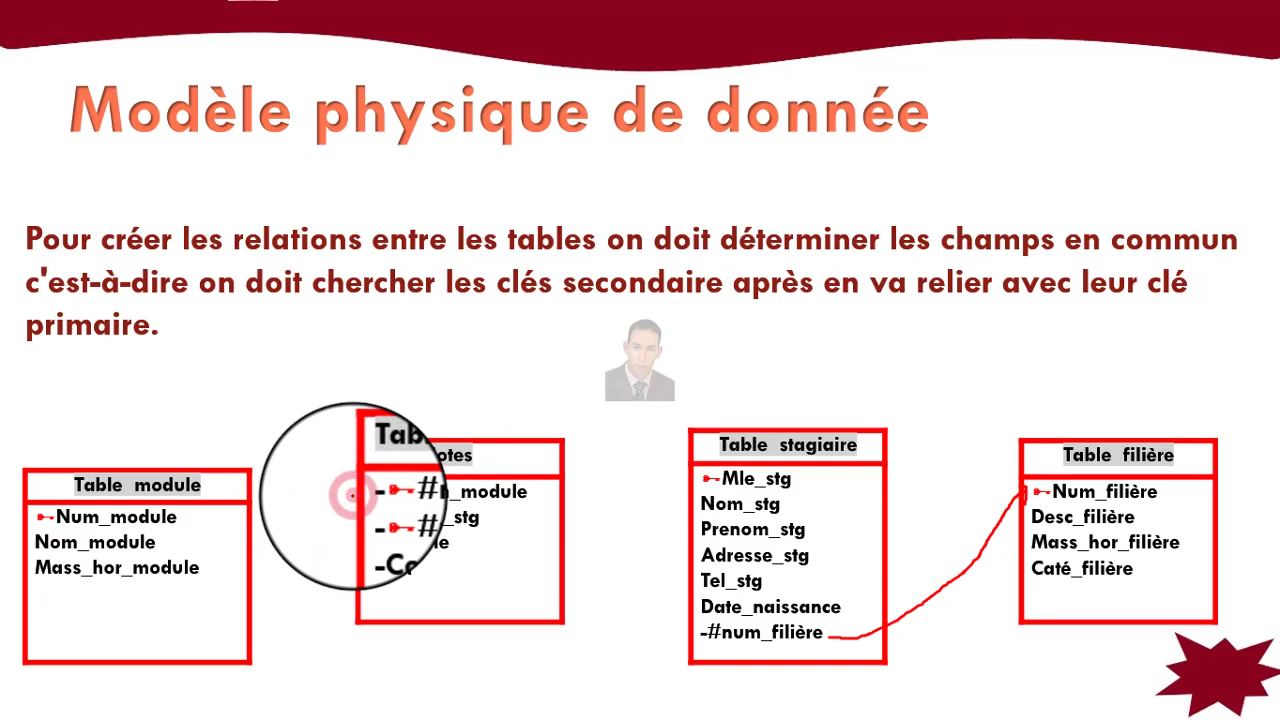 Modèle physique de donnée
Pour créer les relations entre les tables on doit déterminer les champs en commun
c'est-à-dire on doit chercher les clés secondaire après en va relier avec leur clé
primaire.
Table module
Num_module
Nom_module
Mass_hor_module
Tab otes
-#
_module
-#
_stg
-Co
Table stagiaire
Mle_stg
Nom_stg
Prenom_stg
Adresse_stg
Tel_stg
Date_naissance
-#num_filière
Table filière
Num_filière
Desc_filière
Mass_hor_filière
Caté_filière